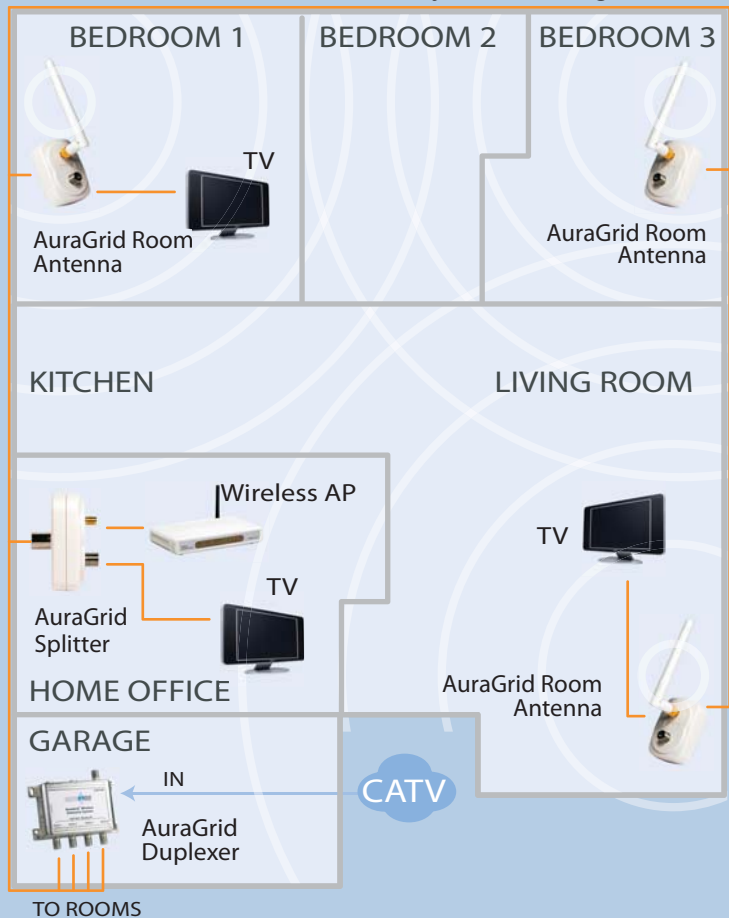 BEDROOM 1
BEDROOM 2
BEDROOM 3
TV
AuraGrid Room
Antenna
AuraGrid Room
Antenna
KITCHEN
LIVING ROOM
Wireless AP
TV
TV
AuraGrid
Splitter
AuraGrid Room
Antenna
HOME OFFICE
GARAGE
IN
CATV
AuraGrid
Duplexer
TO ROOMS